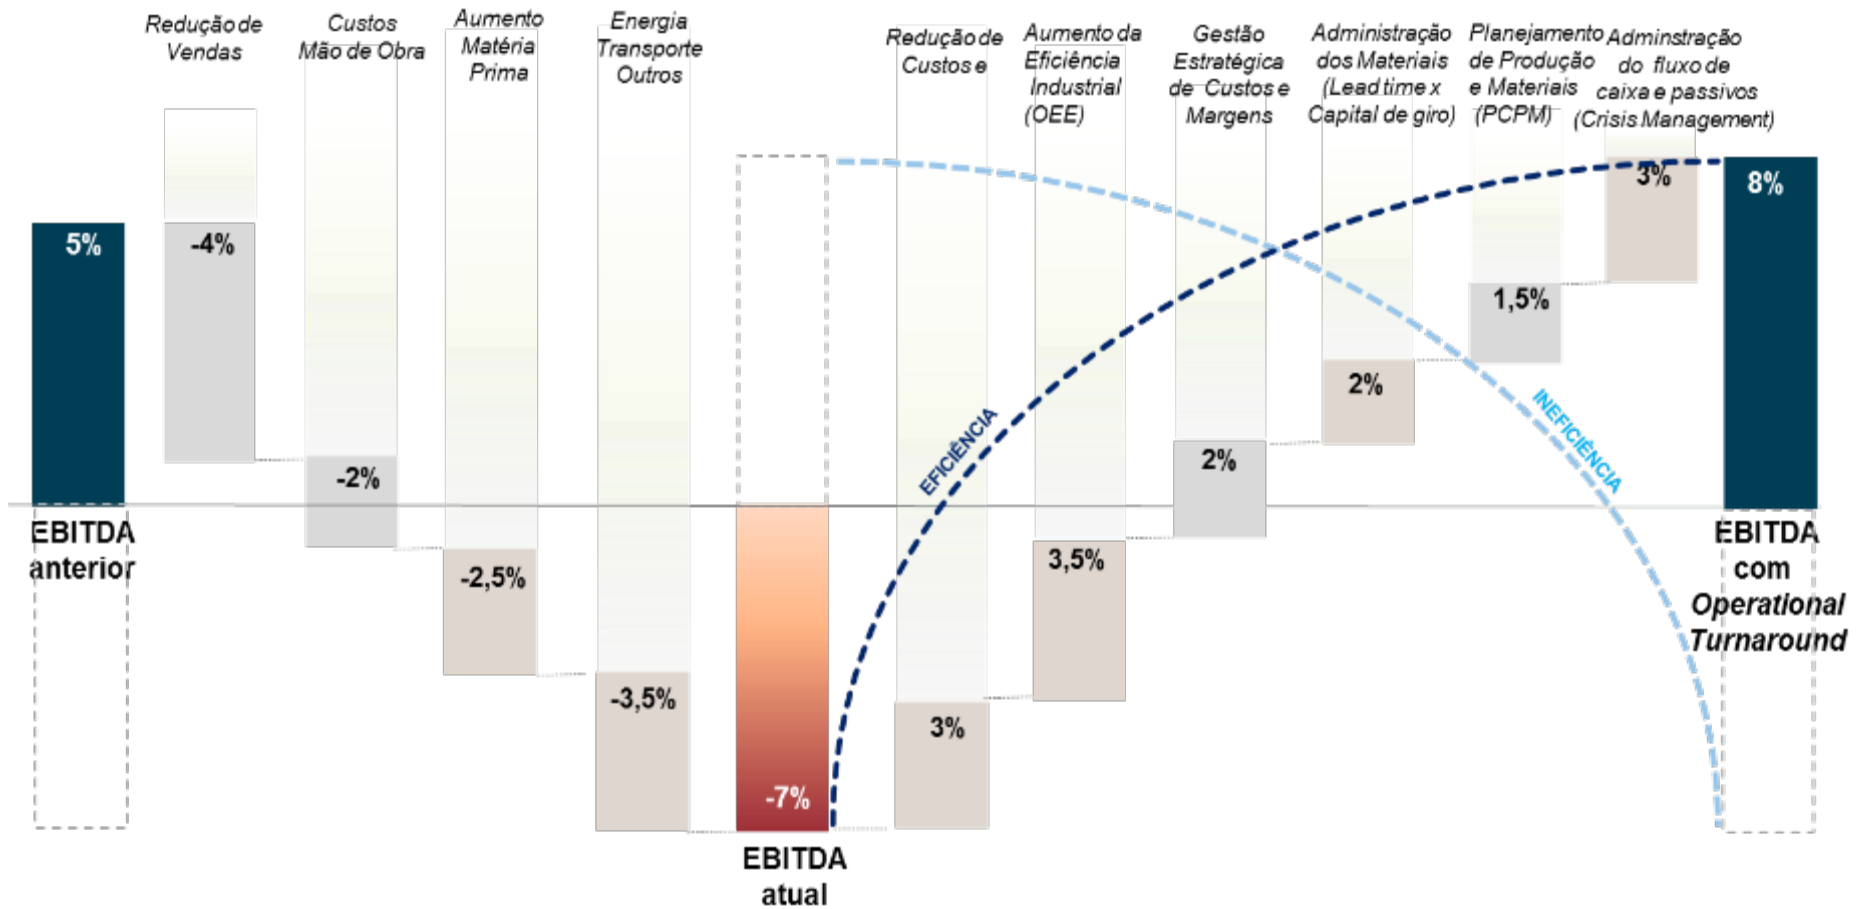 Redução de
Vendas
Custos
Mão de Obra
Aumento
Matéria
Prima
Energia
Transporte
Outros
Redução de
Custos e
Aumento da
Eficiência
Industrial
(OEE)
Gestão
Estratégica
de Custos e
Margens
Administração
dos Materiais
(Lead time x
Capital de giro)
Planejamento
de Produção
e Materiais
(PCPM)
Adminstração
do fluxo de
caixa e passivos
(Crisis Management)
5%
-4%
-2%
-2,5%
-3,5%
-7%
3%
3,5%
2%
2%
1,5%
3%
8%
EFICIÊNCIA
INEFICIÊNCIA
EBITDA
anterior
EBITDA
atual
EBITDA
com
Operational
Turnaround